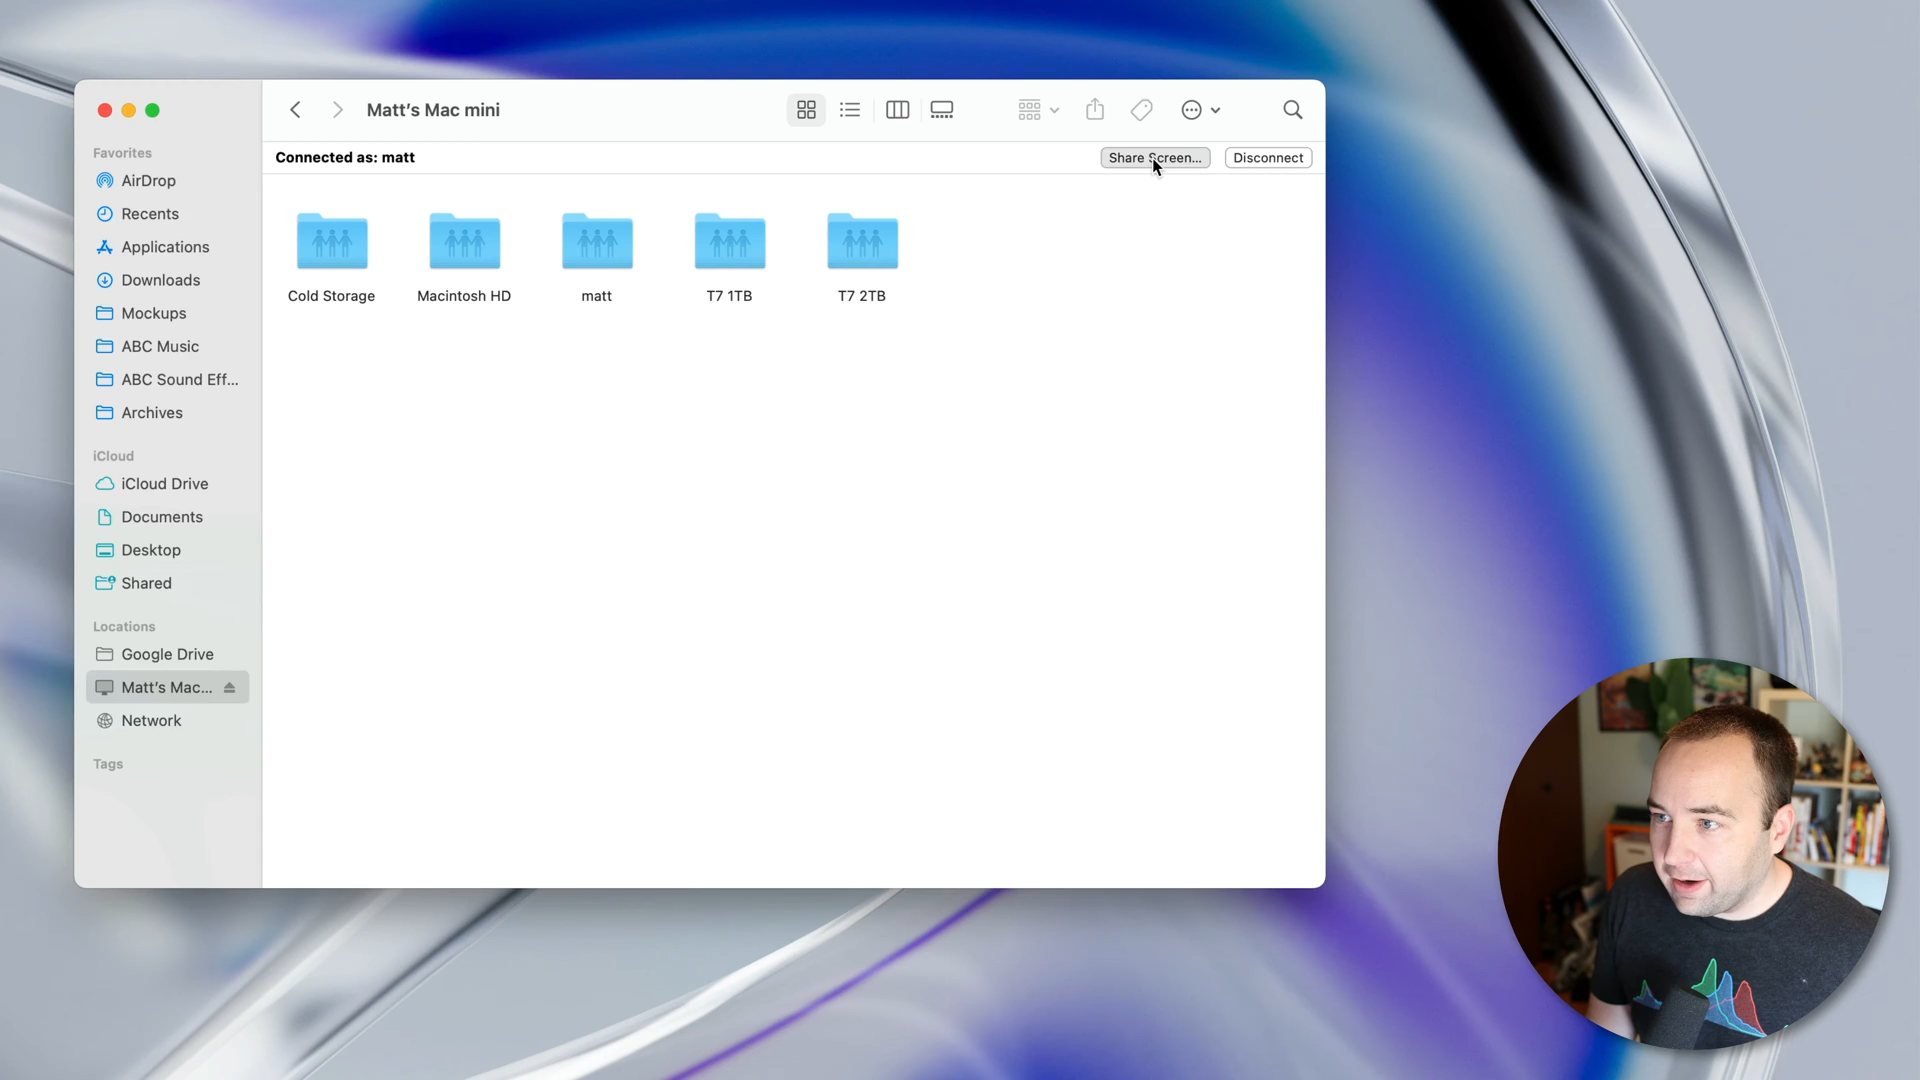 Matt's Mac mini
Connected as: matt
Share Screen...
Disconnect
Favorites
AirDrop
Recents
Applications
Downloads
Mockups
ABC Music
ABC Sound Eff...
Archives
iCloud
iCloud Drive
Documents
Desktop
Shared
Locations
Google Drive
Matt's Mac...
Network
Tags
Cold Storage
Macintosh HD
matt
T7 1TB
T7 2TB